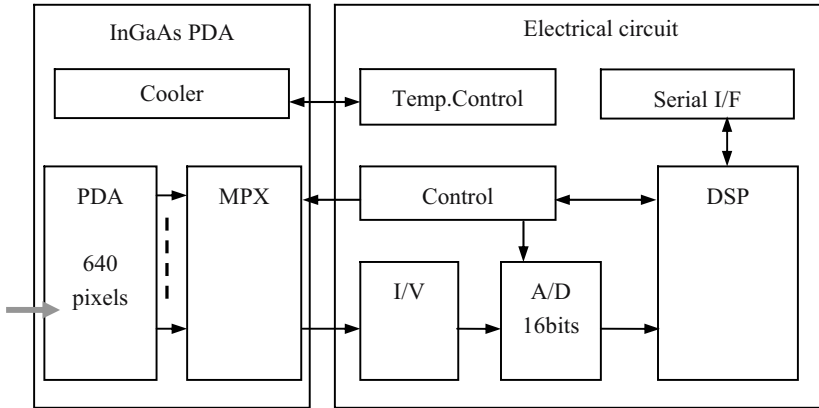 InGaAs PDA
Electrical circuit
Cooler
Temp.Control
Serial I/F
PDA
640
pixels
MPX
Control
DSP
I/V
A/D
16bits